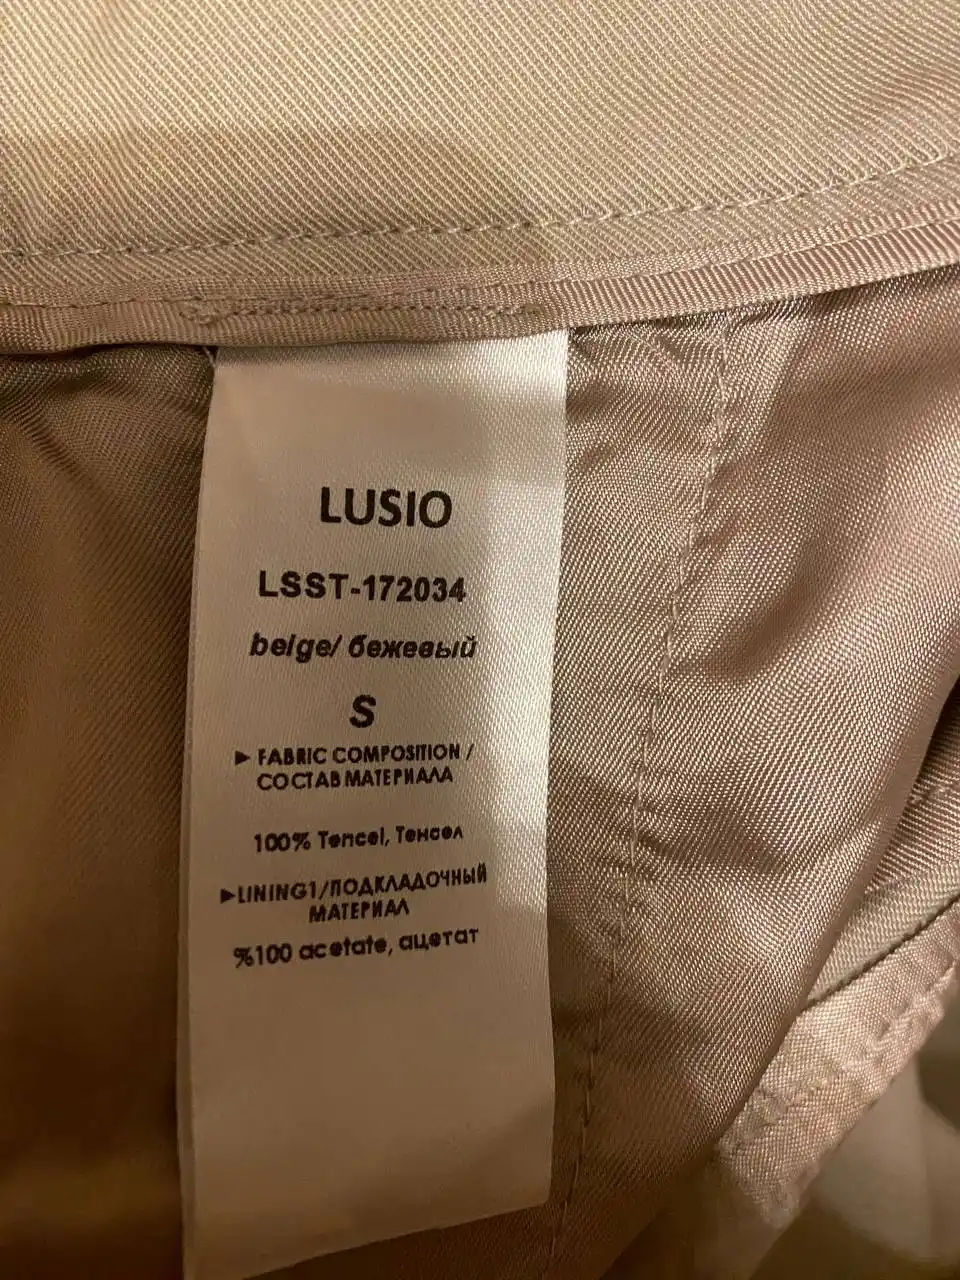 LUSIO
LSST-172034
beige/ бежевый
S
▶ FABRIC COMPOSITION /
СОСТАВ МАТЕРИАЛА
100% Tencel, Тенсел
▶LINING1/ПОДКЛАДОЧНЫЙ
МАТЕРИАЛ
%100 acetate, ацетат